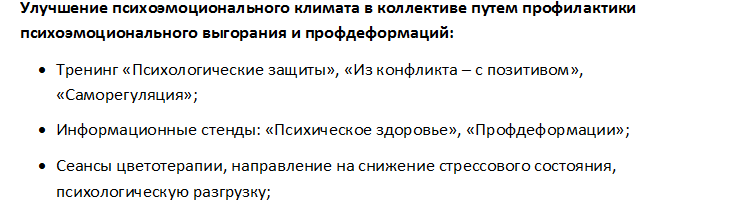 Улучшение психоэмоционального климата в коллективе путем профилактики
психоэмоционального выгорания и профдеформаций:
• Тренинг «Психологические защиты», «Из конфликта – с позитивом»,
«Саморегуляция»;
• Информационные стенды: «Психическое здоровье», «Профдеформации»;
• Сеансы цветотерапии, направление на снижение стрессового состояния,
психологическую разгрузку;